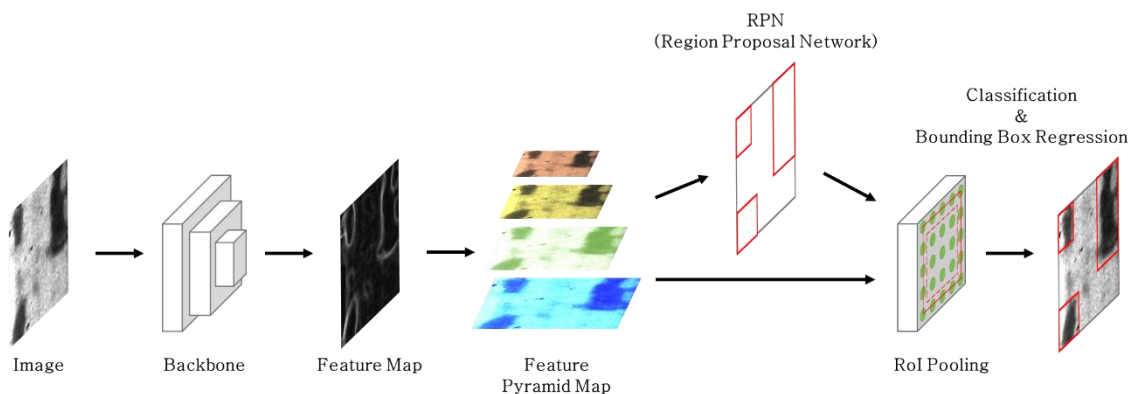 RPN
(Region Proposal Network)
Classification
&
Bounding Box Regression
Image
Backbone
Feature Map
Feature
Pyramid Map
RoI Pooling